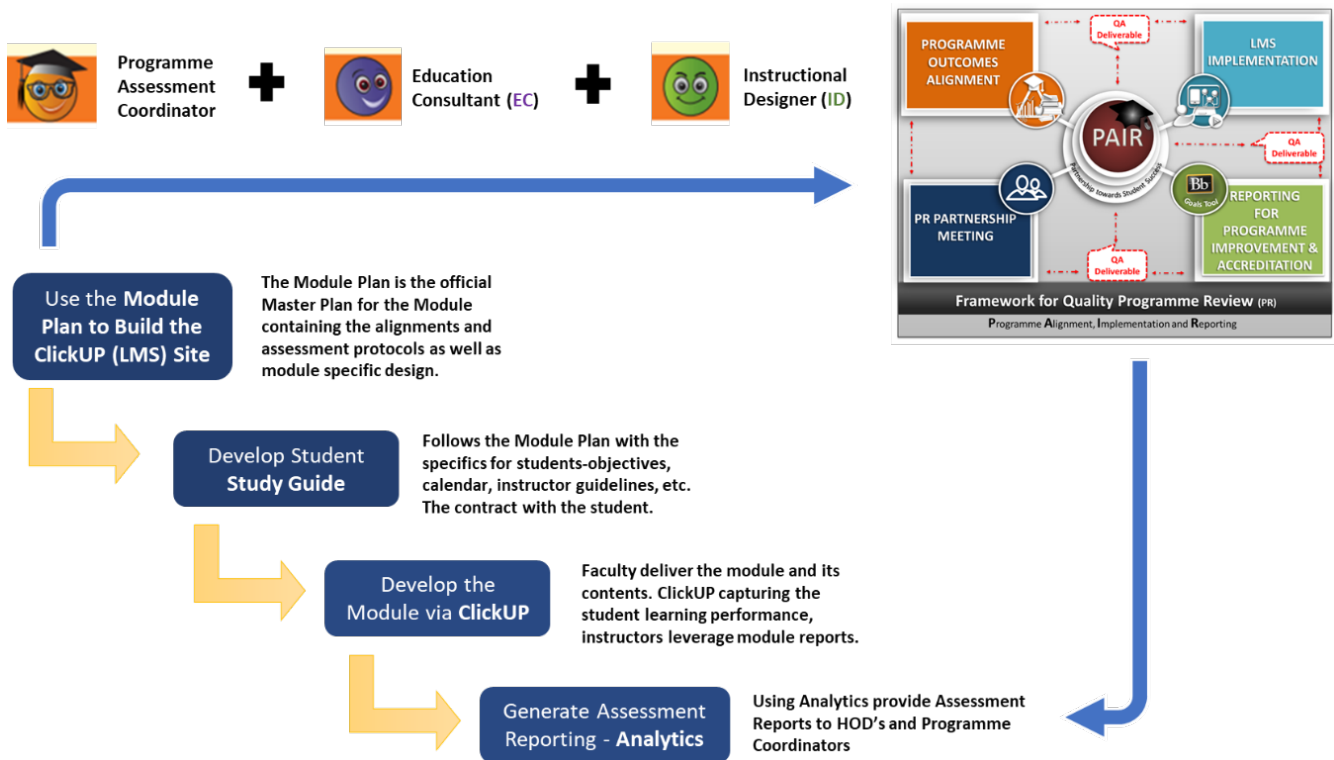 Programme
Assessment
Coordinator
Education
Consultant (EC)
Instructional
Designer (ID)
PROGRAMME
OUTCOMES
ALIGNMENT
QA
Deliverable
LMS
IMPLEMENTATION
PAIR
Partnership towards Student Success
QA
Deliverable
PR PARTNERSHIP
MEETING
Bb
Goals Tool
REPORTING
FOR
PROGRAMME
IMPROVEMENT &
ACCREDITATION
QA
Deliverable
Framework for Quality Programme Review (PR)
Programme Alignment, Implementation and Reporting
Use the Module
Plan to Build the
ClickUP (LMS) Site
The Module Plan is the official
Master Plan for the Module
containing the alignments and
assessment protocols as well as
module specific design.
Develop Student
Study Guide
Follows the Module Plan with the
specifics for students-objectives,
calendar, instructor guidelines, etc.
The contract with the student.
Develop the
Module via ClickUP
Faculty deliver the module and its
contents. ClickUP capturing the
student learning performance,
instructors leverage module reports.
Generate Assessment
Reporting - Analytics
Using Analytics provide Assessment
Reports to HOD's and Programme
Coordinators